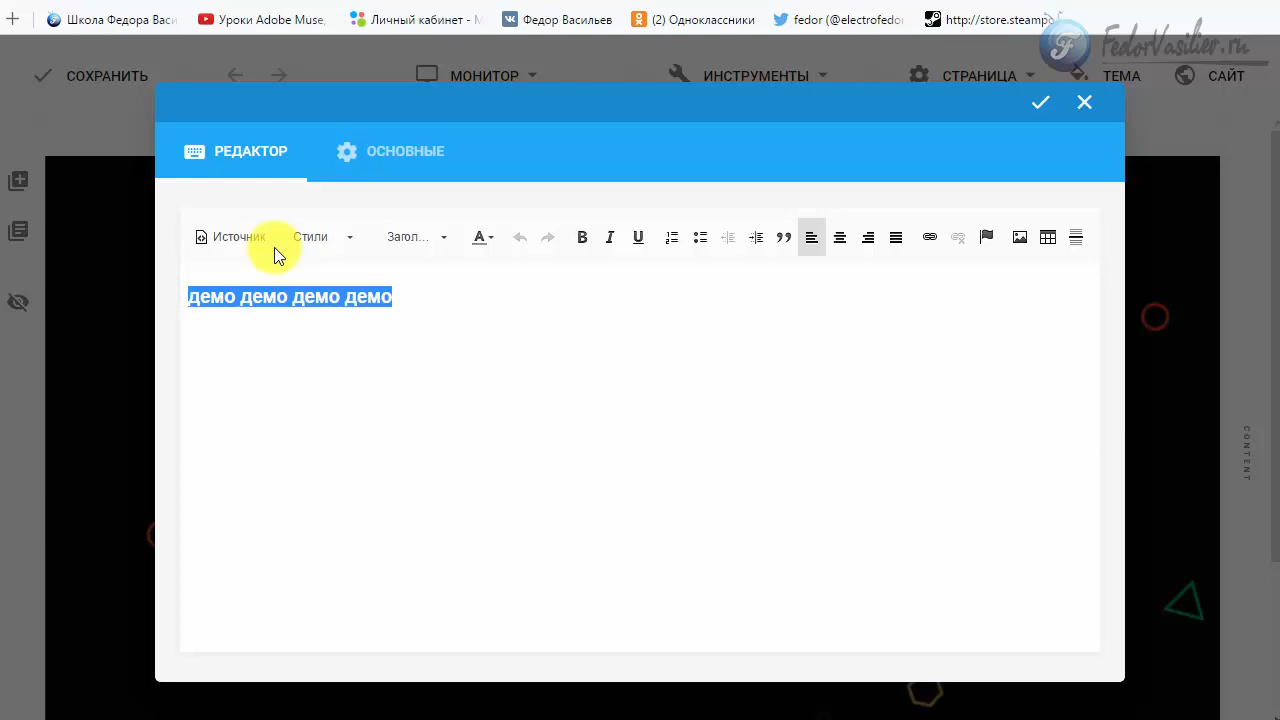 Школа Федора Васи
Уроки Adobe Muse,
Личный кабинет - М
Федор Васильев
(2) Одноклассники
fedor (@electrofedor
http://store.steampo
FedorVasilier.ru
СОХРАНИТЬ
МОНИТОР
ИНСТРУМЕНТЫ
СТРАНИЦА
ТЕМА
САЙТ
РЕДАКТОР
ОСНОВНЫЕ
Источник
Стили
Загол...
демо демо демо демо
CONTENT